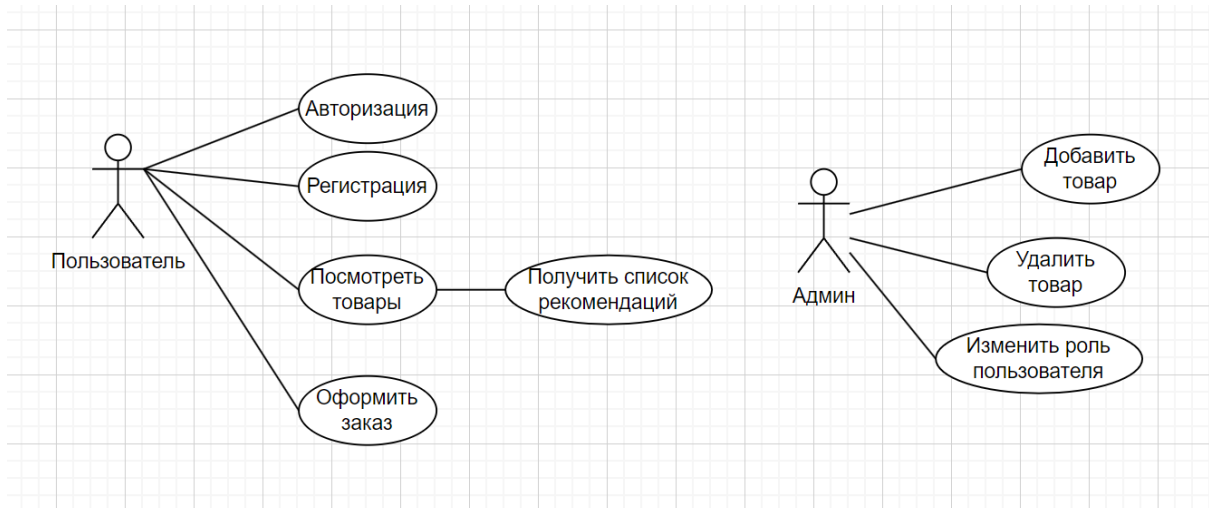 Авторизация
Регистрация
Пользователь
Посмотреть
товары
Получить список
рекомендаций
Оформить
заказ
Админ
Добавить
товар
Удалить
товар
Изменить роль
пользователя